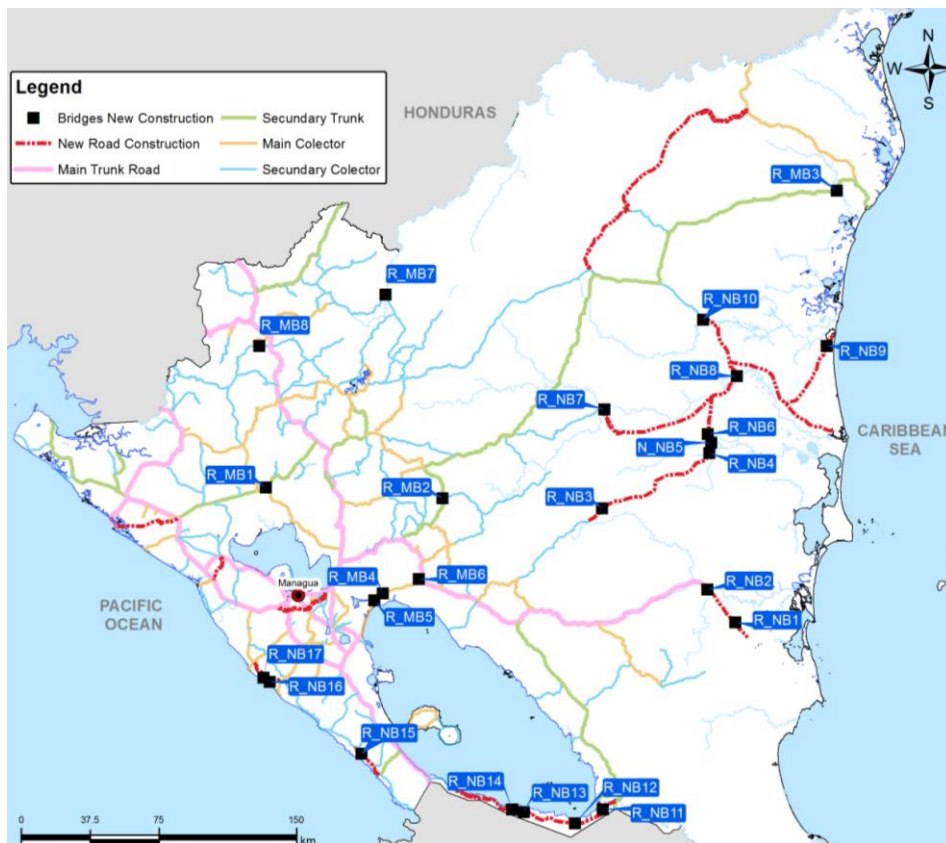 Legend
Bridges New Construction
New Road Construction
Main Trunk Road
Secundary Trunk
Main Colector
Secundary Colector
HONDURAS
N
W
S
R_MB3
R_MB7
R_MB8
R_NB10
R_NB9
R_NB8
R_NB7
R_NB6
N_NB5
R_NB4
CARIBBEAN
SEA
R_MB1
R_MB2
R_NB3
R_MB4
R_MB6
Managua
R_MB5
R_NB2
R_NB1
PACIFIC
OCEAN
R_NB17
R_NB16
R_NB15
R_NB14
R_NB13
R_NB12
R_NB11
0 37.5 75 150
km